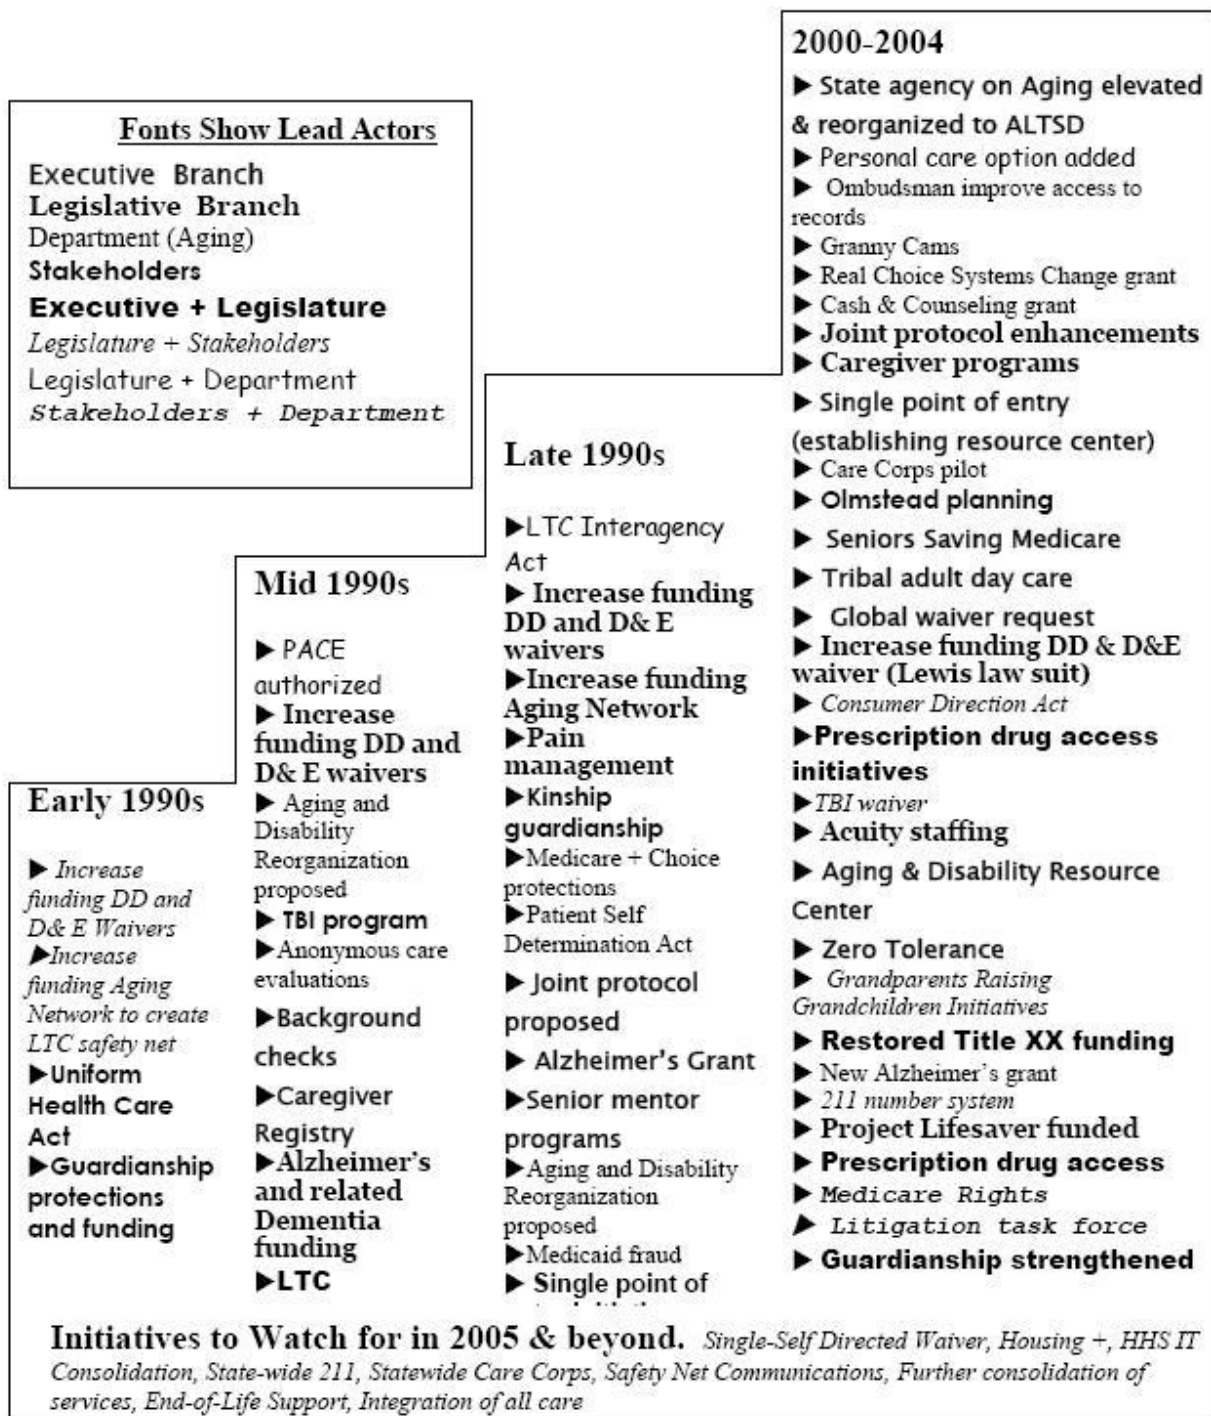 Fonts Show Lead Actors
Executive Branch
Legislative Branch
Department (Aging)
Stakeholders
Executive + Legislature
Legislature + Stakeholders
Legislature + Department
Stakeholders + Department
Early 1990s
▶ Increase
funding DD and
D& E Waivers
▶Increase
funding Aging
Network to create
LTC safety net
▶Uniform
Health Care
Act
▶Guardianship
protections
and funding
Mid 1990s
▶ PACE
authorized
▶ Increase
funding DD and
D& E waivers
▶ Aging and
Disability
Reorganization
proposed
▶ TBI program
▶Anonymous care
evaluations
▶Background
checks
▶Caregiver
Registry
▶Alzheimer's
and related
Dementia
funding
▶LTC
Late 1990s
▶LTC Interagency
Act
▶ Increase funding
DD and D& E
waivers
▶Increase funding
Aging Network
▶Pain
management
▶Kinship
guardianship
▶Medicare + Choice
protections
▶Patient Self
Determination Act
▶ Joint protocol
proposed
▶ Alzheimer's Grant
▶Senior mentor
programs
▶Aging and Disability
Reorganization
proposed
▶Medicaid fraud
▶ Single point of
2000-2004
▶ State agency on Aging elevated
& reorganized to ALTSD
▶ Personal care option added
▶ Ombudsman improve access to
records
▶ Granny Cams
▶ Real Choice Systems Change grant
▶ Cash & Counseling grant
▶ Joint protocol enhancements
▶ Caregiver programs
▶ Single point of entry
(establishing resource center)
▶ Care Corps pilot
▶ Olmstead planning
▶ Seniors Saving Medicare
▶ Tribal adult day care
▶ Global waiver request
▶ Increase funding DD & D&E
waiver (Lewis law suit)
▶ Consumer Direction Act
▶Prescription drug access
initiatives
▶TBI waiver
▶ Acuity staffing
▶ Aging & Disability Resource
Center
▶ Zero Tolerance
▶ Grandparents Raising
Grandchildren Initiatives
▶ Restored Title XX funding
▶ New Alzheimer's grant
▶ 211 number system
▶ Project Lifesaver funded
▶ Prescription drug access
▶ Medicare Rights
▶ Litigation task force
▶ Guardianship strengthened
Initiatives to Watch for in 2005 & beyond. Single-Self Directed Waiver, Housing +, HHS IT
Consolidation, State-wide 211, Statewide Care Corps, Safety Net Communications, Further consolidation of
services, End-of-Life Support, Integration of all care